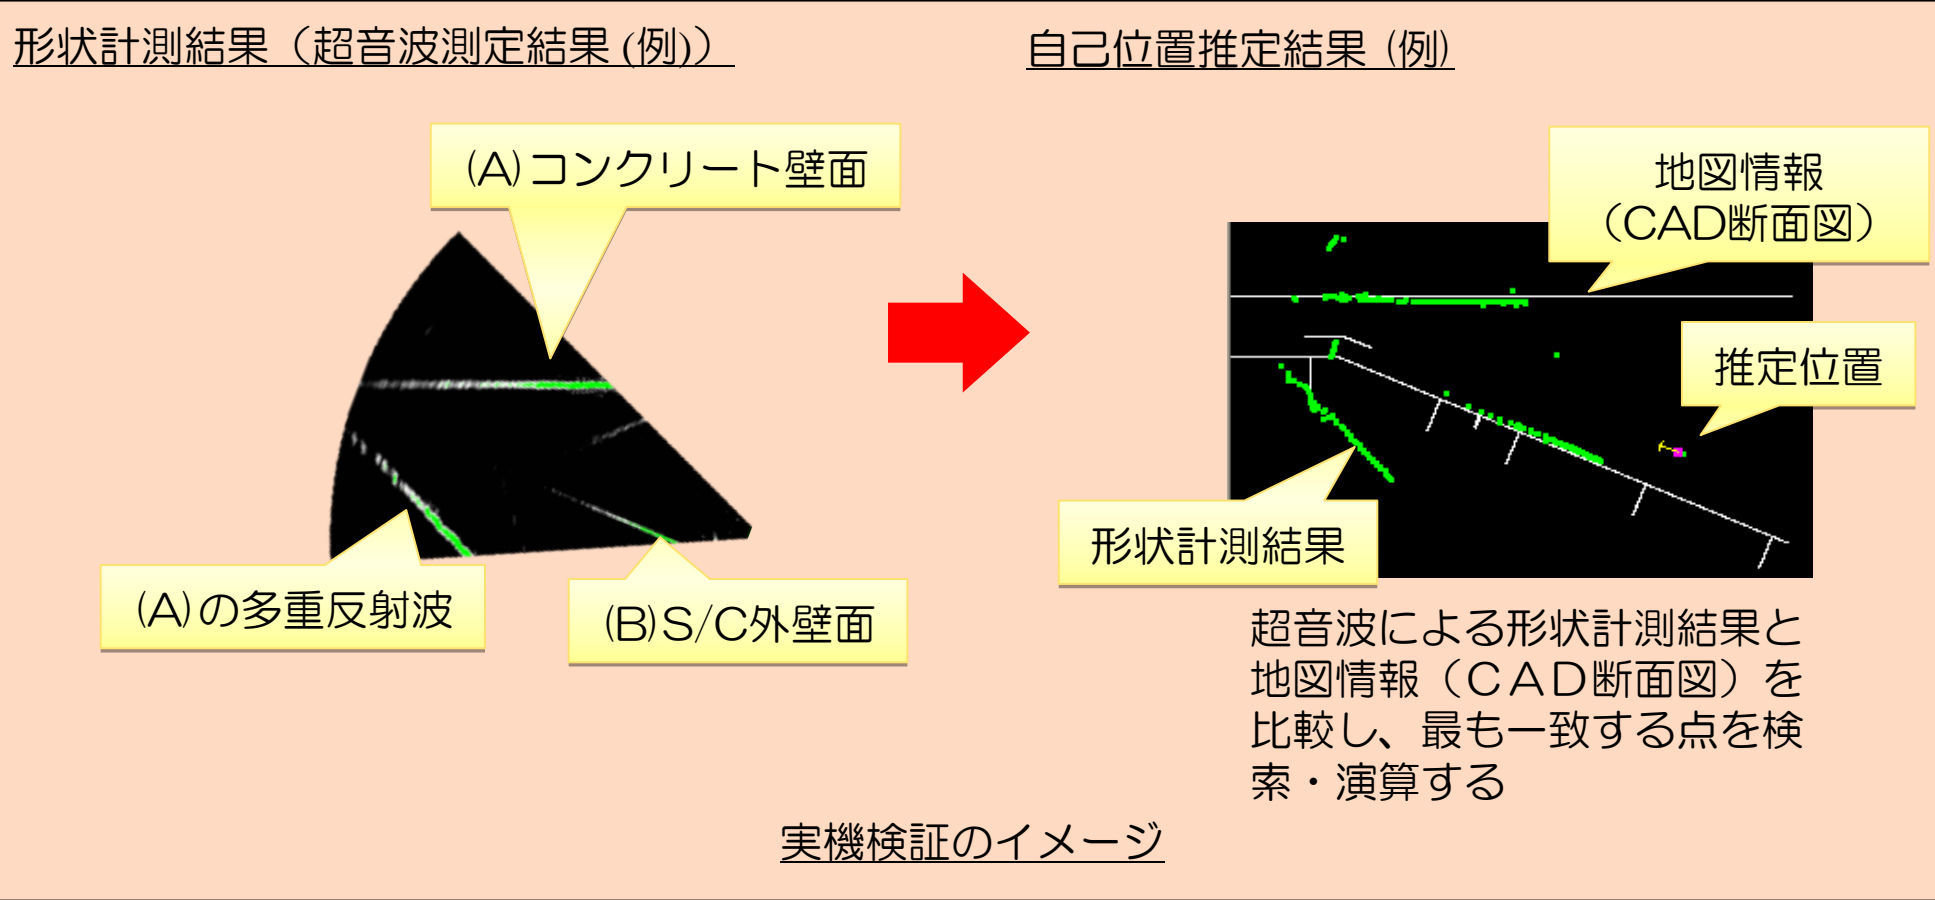 形状計測結果（超音波測定結果(例)）
自己位置推定結果 (例)
(A)コンクリート壁面
地図情報
（CAD断面図）
推定位置
形状計測結果
(A)の多重反射波
(B)S/C外壁面
超音波による形状計測結果と
地図情報（ＣＡＤ断面図）を
比較し、最も一致する点を検
索・演算する
実機検証のイメージ